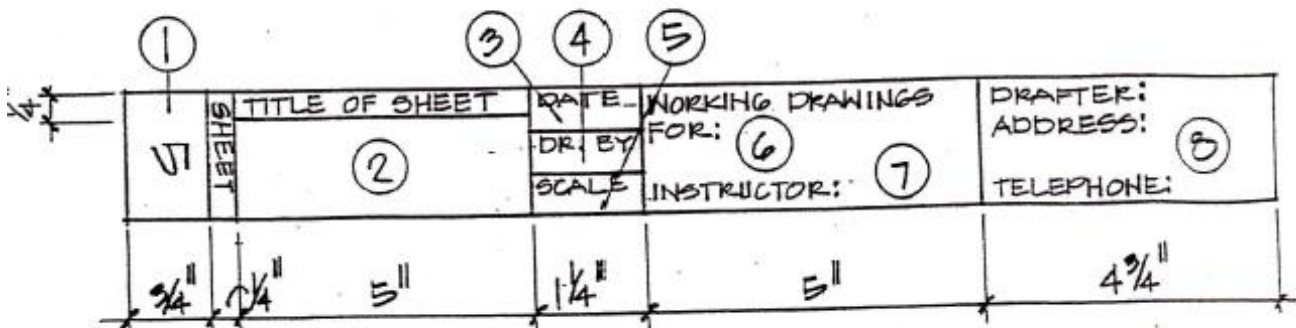 1
3
4
5
1/4
5
SHEET
TITLE OF SHEET
2
DATE
DR. BY
SCALE
WORKING DRAWINGS
FOR:
6
INSTRUCTOR:
7
DRAFTER:
ADDRESS:
8
TELEPHONE:
3/4"
1/4"
5"
1 1/4"
5"
4 3/4"